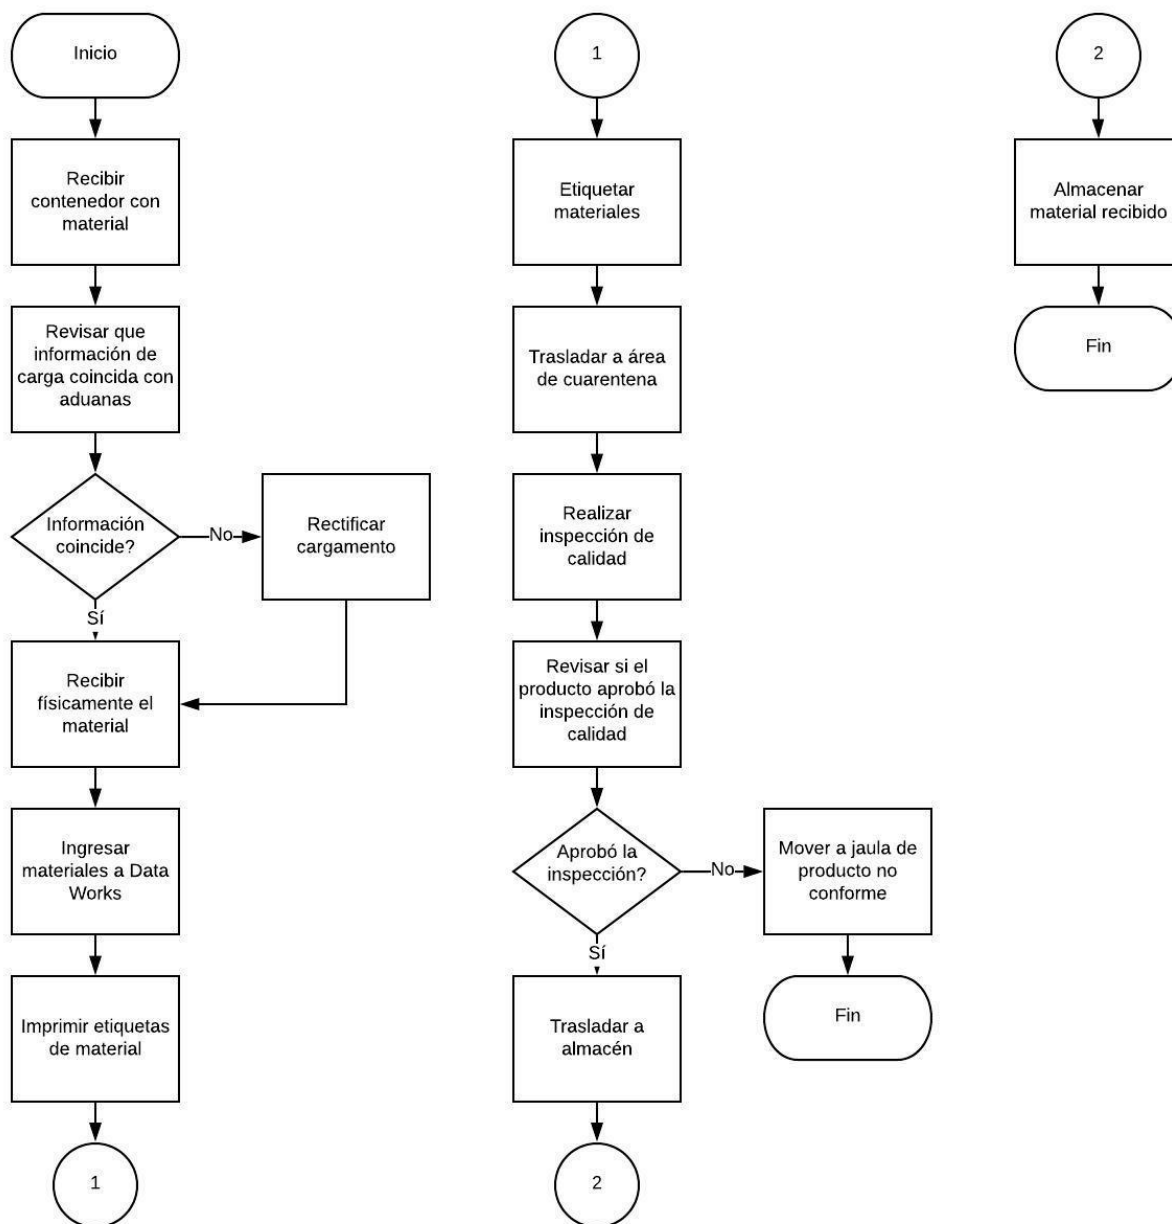 Inicio
Recibir
contenedor con
material
Revisar que
información de
carga coincida con
aduanas
Información
coincide?
No
Rectificar
cargamento
Sí
Recibir
físicamente el
material
Ingresar
materiales a Data
Works
Imprimir etiquetas
de material
1
1
Etiquetar
materiales
Trasladar a área
de cuarentena
Realizar
inspección de
calidad
Revisar si el
producto aprobó la
inspección de
calidad
Aprobó la
inspección?
No
Mover a jaula de
producto no
conforme
Fin
Sí
Trasladar a
almacén
2
2
Almacenar
material recibido
Fin